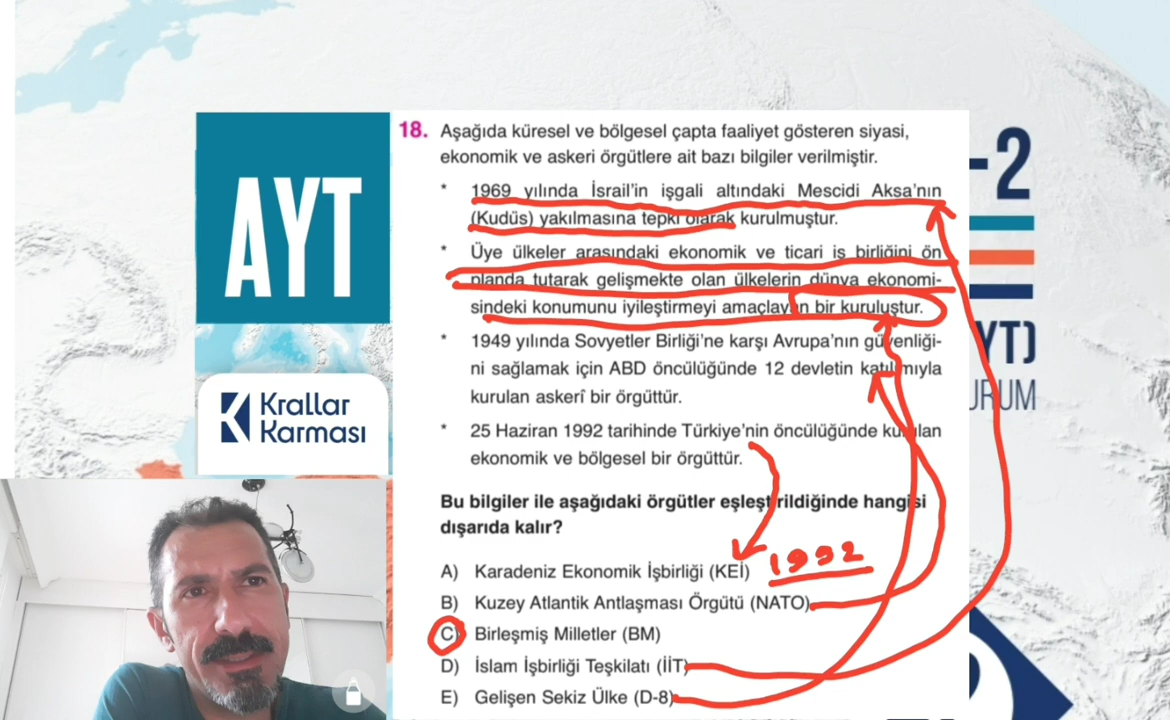 AYT
Krallar
Karması
18. Aşağıda küresel ve bölgesel çapta faaliyet gösteren siyasi,
ekonomik ve askeri örgütlere ait bazı bilgiler verilmiştir.
* 1969 yılında İsrail'in işgali altındaki Mescidi Aksa'nın
(Kudüs) yakılmasına tepki olarak kurulmuştur.
* Üye ülkeler arasındaki ekonomik ve ticari iş birliğini ön
planda tutarak gelişmekte olan ülkelerin dünya ekonomi-
sindeki konumunu iyileştirmeyi amaçlayan bir kuruluştur.
* 1949 yılında Sovyetler Birliği'ne karşı Avrupa'nın güvenliği-
ni sağlamak için ABD öncülüğünde 12 devletin katılımıyla
kurulan askerî bir örgüttür.
* 25 Haziran 1992 tarihinde Türkiye'nin öncülüğünde kurulan
ekonomik ve bölgesel bir örgüttür.
Bu bilgiler ile aşağıdaki örgütler eşleştirildiğinde hangisi
dışarıda kalır?
A) Karadeniz Ekonomik İşbirliği (KEİ) 1992
B) Kuzey Atlantik Antlaşması Örgütü (NATO)
C) Birleşmiş Milletler (BM)
D) İslam İşbirliği Teşkilatı (İİT)
E) Gelişen Sekiz Ülke (D-8)
-2
YT)
URUM